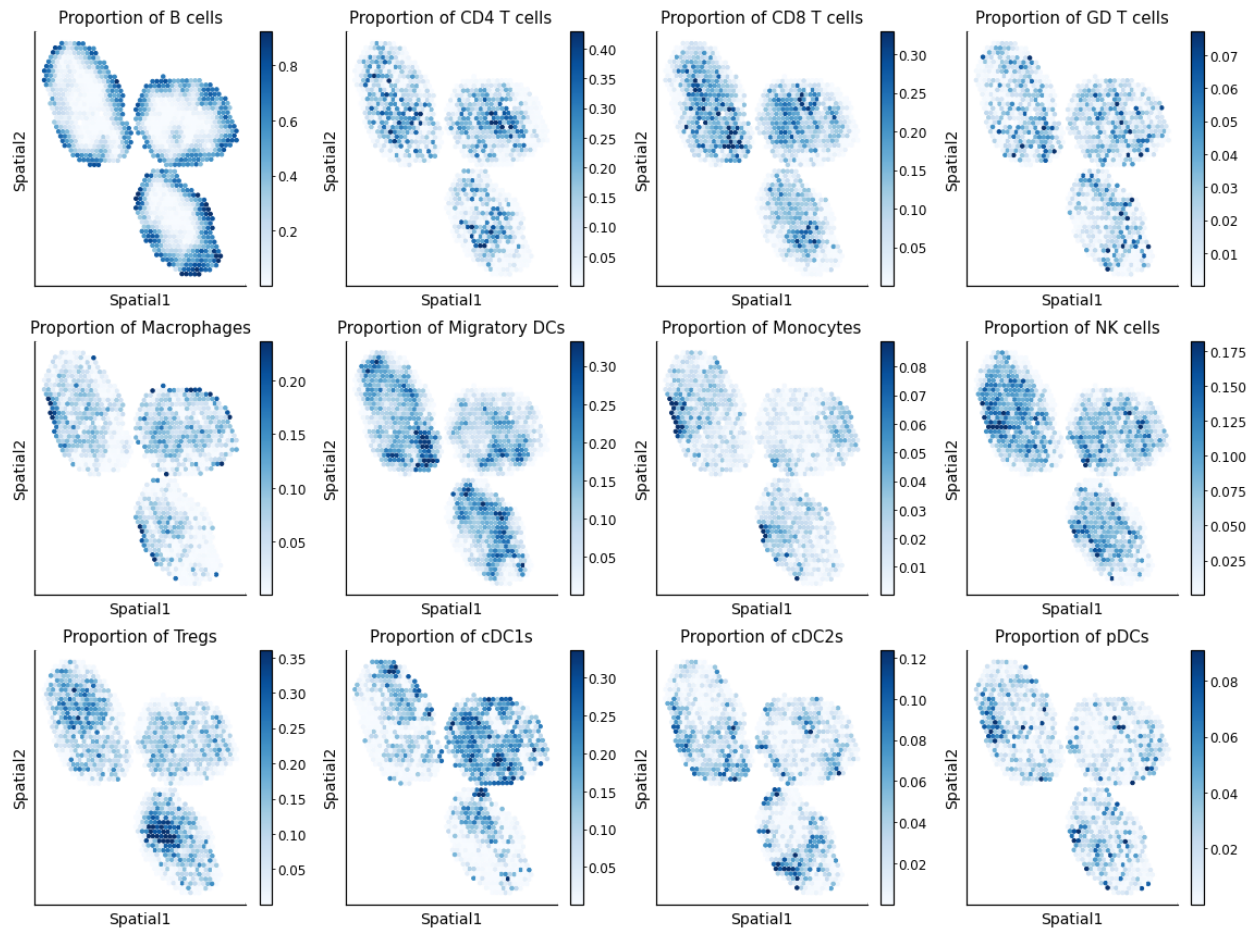 Proportion of B cells
Spatial2
Spatial1
0.8
0.6
0.4
0.2
Proportion of CD4 T cells
Spatial2
Spatial1
0.40
0.35
0.30
0.25
0.20
0.15
0.10
0.05
Proportion of CD8 T cells
Spatial2
Spatial1
0.30
0.25
0.20
0.15
0.10
0.05
Proportion of GD T cells
Spatial2
Spatial1
0.07
0.06
0.05
0.04
0.03
0.02
0.01
Proportion of Macrophages
Spatial2
Spatial1
0.20
0.15
0.10
0.05
Proportion of Migratory DCs
Spatial2
Spatial1
0.30
0.25
0.20
0.15
0.10
0.05
Proportion of Monocytes
Spatial2
Spatial1
0.08
0.07
0.06
0.05
0.04
0.03
0.02
0.01
Proportion of NK cells
Spatial2
Spatial1
0.175
0.150
0.125
0.100
0.075
0.050
0.025
Proportion of Tregs
Spatial2
Spatial1
0.35
0.30
0.25
0.20
0.15
0.10
0.05
Proportion of cDC1s
Spatial2
Spatial1
0.30
0.25
0.20
0.15
0.10
0.05
Proportion of cDC2s
Spatial2
Spatial1
0.12
0.10
0.08
0.06
0.04
0.02
Proportion of pDCs
Spatial2
Spatial1
0.08
0.06
0.04
0.02